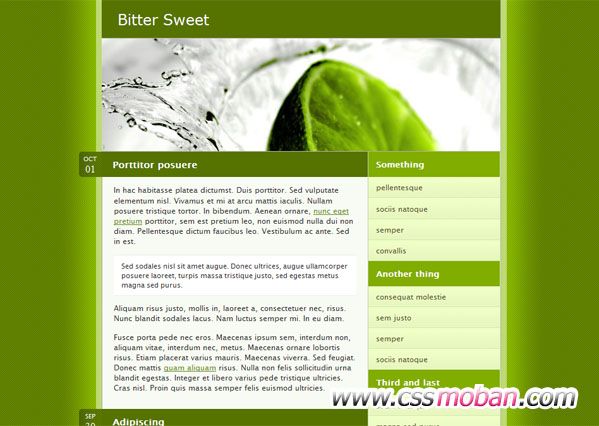 Bitter Sweet
OCT
01
Porttitor posuere
In hac habitasse platea dictumst. Duis porttitor. Sed vulputate
elementum nisl. Vivamus et mi at arcu mattis iaculis. Nullam
posuere tristique tortor. In bibendum. Aenean ornare, nunc eget
pretium porttitor, sem est pretium leo, non euismod nulla dui non
diam. Pellentesque dictum faucibus leo. Vestibulum ac ante. Sed
in est.
Sed sodales nisl sit amet augue. Donec ultrices, augue ullamcorper
posuere laoreet, turpis massa tristique justo, sed egestas metus
magna sed purus.
Aliquam risus justo, mollis in, laoreet a, consectetuer nec, risus.
Nunc blandit sodales lacus. Nam luctus semper mi. In eu diam.
Fusce porta pede nec eros. Maecenas ipsum sem, interdum non,
aliquam vitae, interdum nec, metus. Maecenas ornare lobortis
risus. Etiam placerat varius mauris. Maecenas viverra. Sed feugiat.
Donec mattis quam aliquam risus. Nulla non felis sollicitudin urna
blandit egestas. Integer et libero varius pede tristique ultricies.
Cras nisl. Proin quis massa semper felis euismod ultricies.
SEP
Adipiscing
Something
pellentesque
sociis natoque
semper
convallis
Another thing
consequat molestie
sem justo
semper
sociis natoque
Third and last
www.cssmoban.com